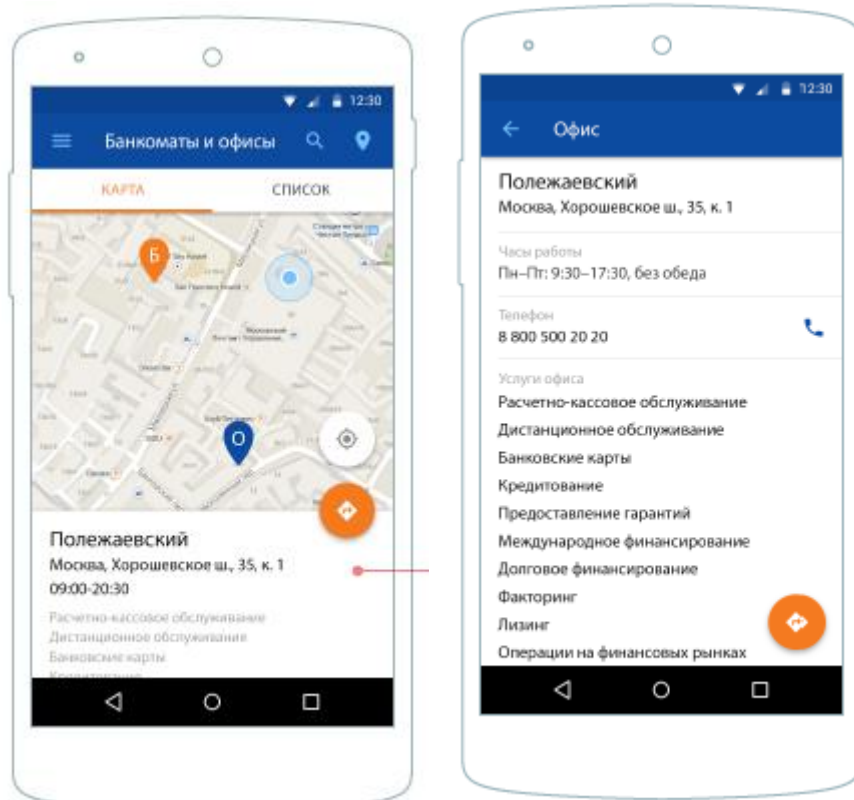 12:30
Банкоматы и офисы
КАРТА
СПИСОК
Б
О
Полежаевский
Москва, Хорошевское ш., 35, к. 1
09:00-20:30
Расчетно-кассовое обслуживание
Дистанционное обслуживание
Банковские карты
Кредитование
12:30
Офис
Полежаевский
Москва, Хорошевское ш., 35, к. 1
Часы работы
Пн–Пт: 9:30–17:30, без обеда
Телефон
8 800 500 20 20
Услуги офиса
Расчетно-кассовое обслуживание
Дистанционное обслуживание
Банковские карты
Кредитование
Предоставление гарантий
Международное финансирование
Долговое финансирование
Факторинг
Лизинг
Операции на финансовых рынках